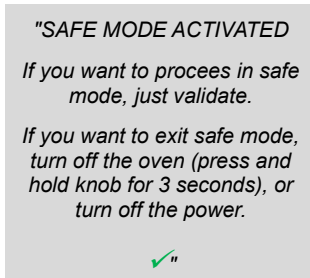 "SAFE MODE ACTIVATED
If you want to procees in safe
mode, just validate.
If you want to exit safe mode,
turn off the oven (press and
hold knob for 3 seconds), or
turn off the power.
✓"